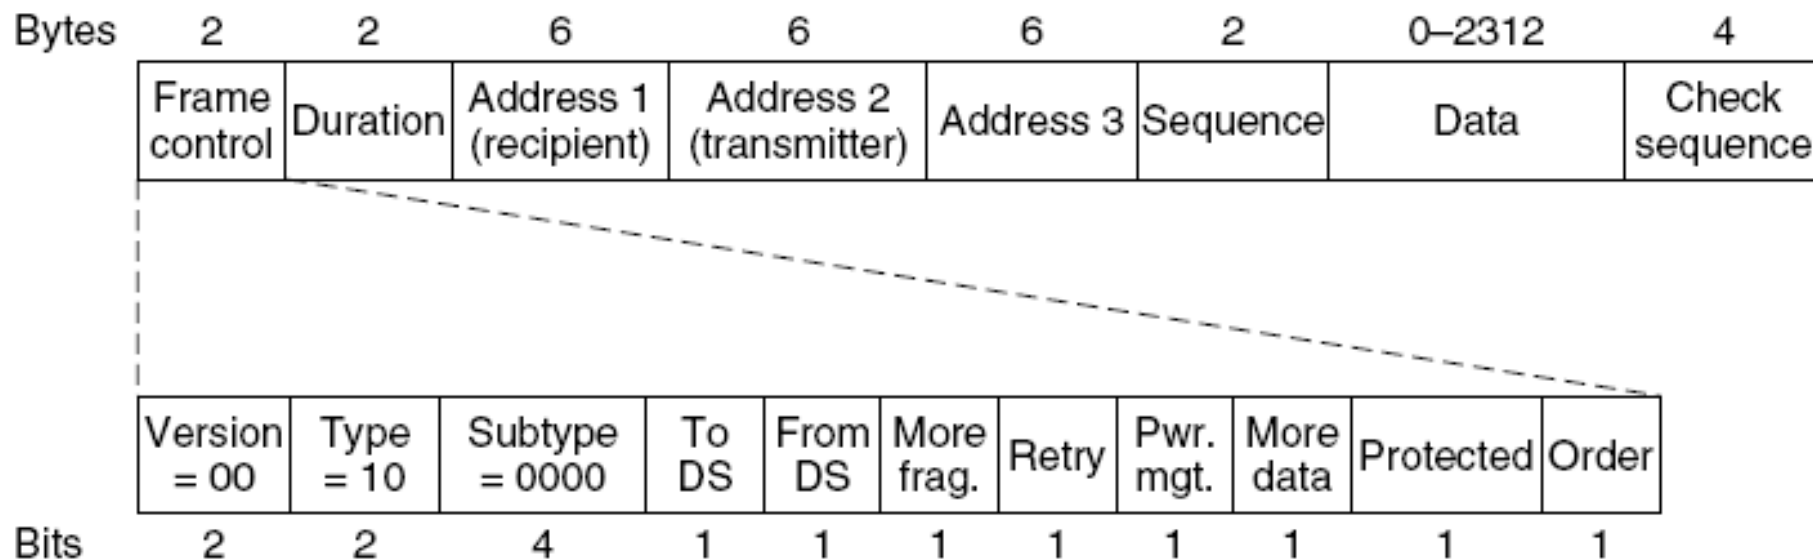 Bytes 2 2 6 6 6 2 0–2312 4
Frame control Duration Address 1 (recipient) Address 2 (transmitter) Address 3 Sequence Data Check sequence
Version = 00 Type = 10 Subtype = 0000 To DS From DS More frag. Retry Pwr. mgt. More data Protected Order
Bits 2 2 4 1 1 1 1 1 1 1 1